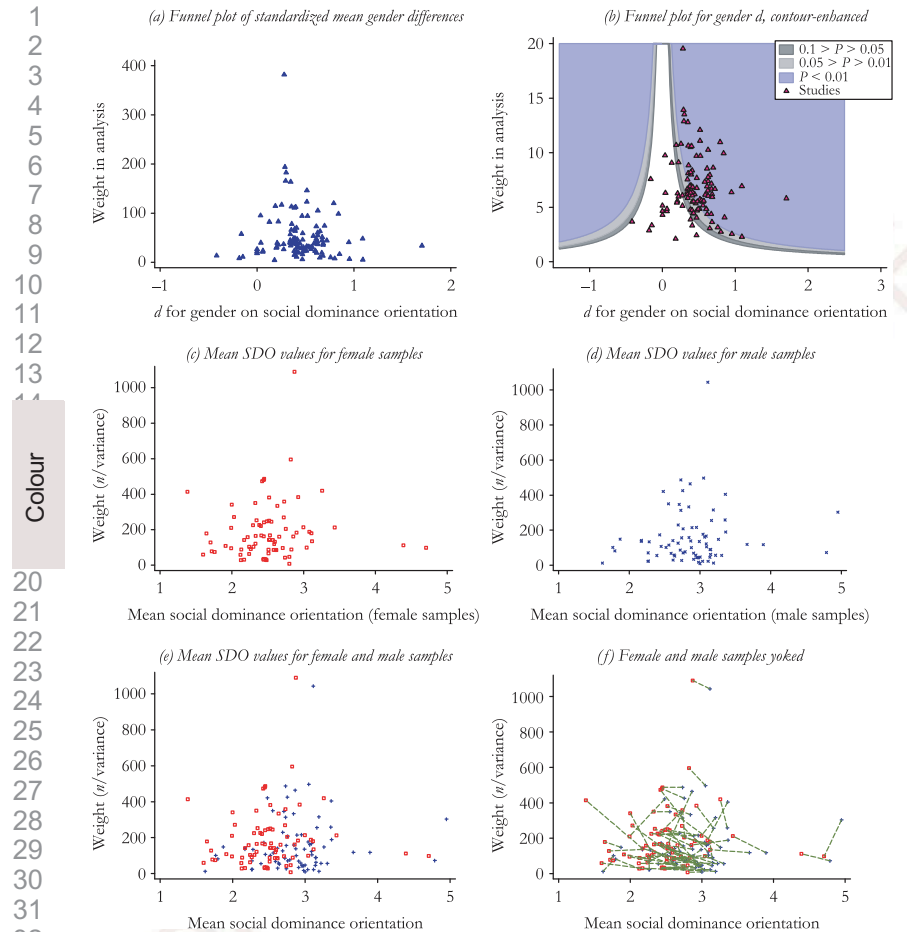 1
2
3
4
5
6
7
8
9
10
11
12
13
14
Colour
20
21
22
23
24
25
26
27
28
29
30
31
(a) Funnel plot of standardized mean gender differences
400
200
100
0
Weight in analysis
−1 0 1 2
d for gender on social dominance orientation
(b) Funnel plot for gender d, contour-enhanced
20
15
10
5
0
Weight in analysis
0.1 > P > 0.05
0.05 > P > 0.01
P < 0.01
Studies
−1 0 1 2 3
d for gender on social dominance orientation
(c) Mean SDO values for female samples
1000
800
600
400
200
0
Weight (n/variance)
1 2 3 4 5
Mean social dominance orientation (female samples)
(d) Mean SDO values for male samples
1000
800
600
400
200
0
Weight (n/variance)
1 2 3 4 5
Mean social dominance orientation (male samples)
(e) Mean SDO values for female and male samples
1000
800
600
400
200
0
Weight (n/variance)
1 2 3 4 5
Mean social dominance orientation
(f) Female and male samples yoked
1000
800
600
400
200
0
Weight (n/variance)
1 2 3 4 5
Mean social dominance orientation